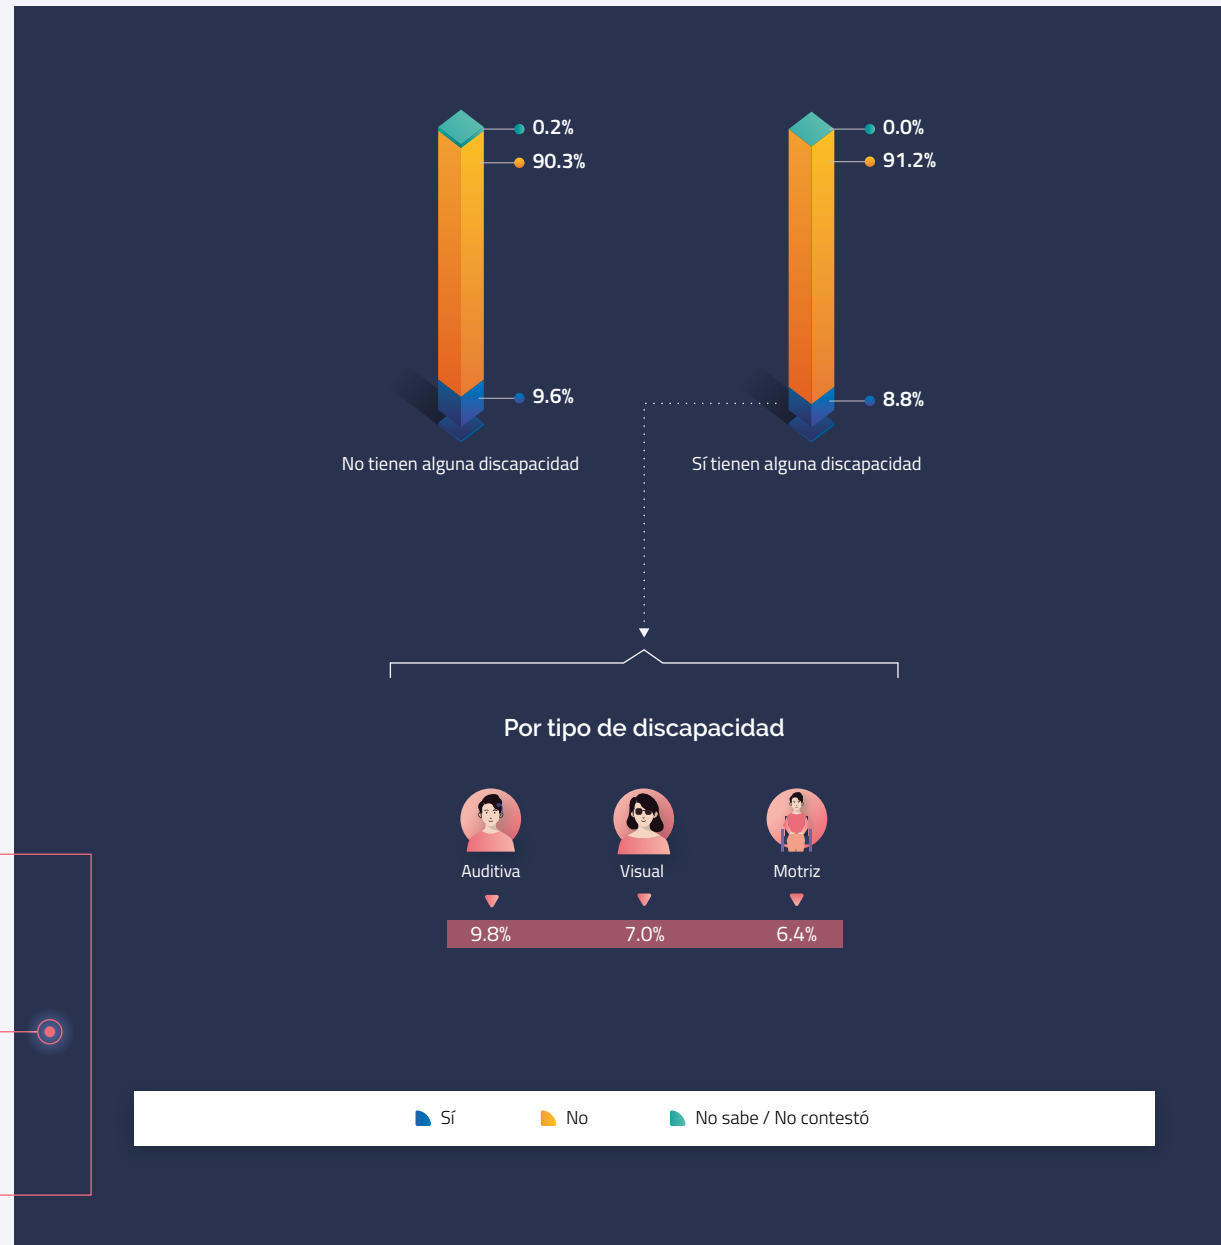 0.2%
90.3%
9.6%
No tienen alguna discapacidad
0.0%
91.2%
8.8%
Sí tienen alguna discapacidad
Por tipo de discapacidad
Auditiva
Visual
Motriz
9.8%
7.0%
6.4%
Sí
No
No sabe / No contestó